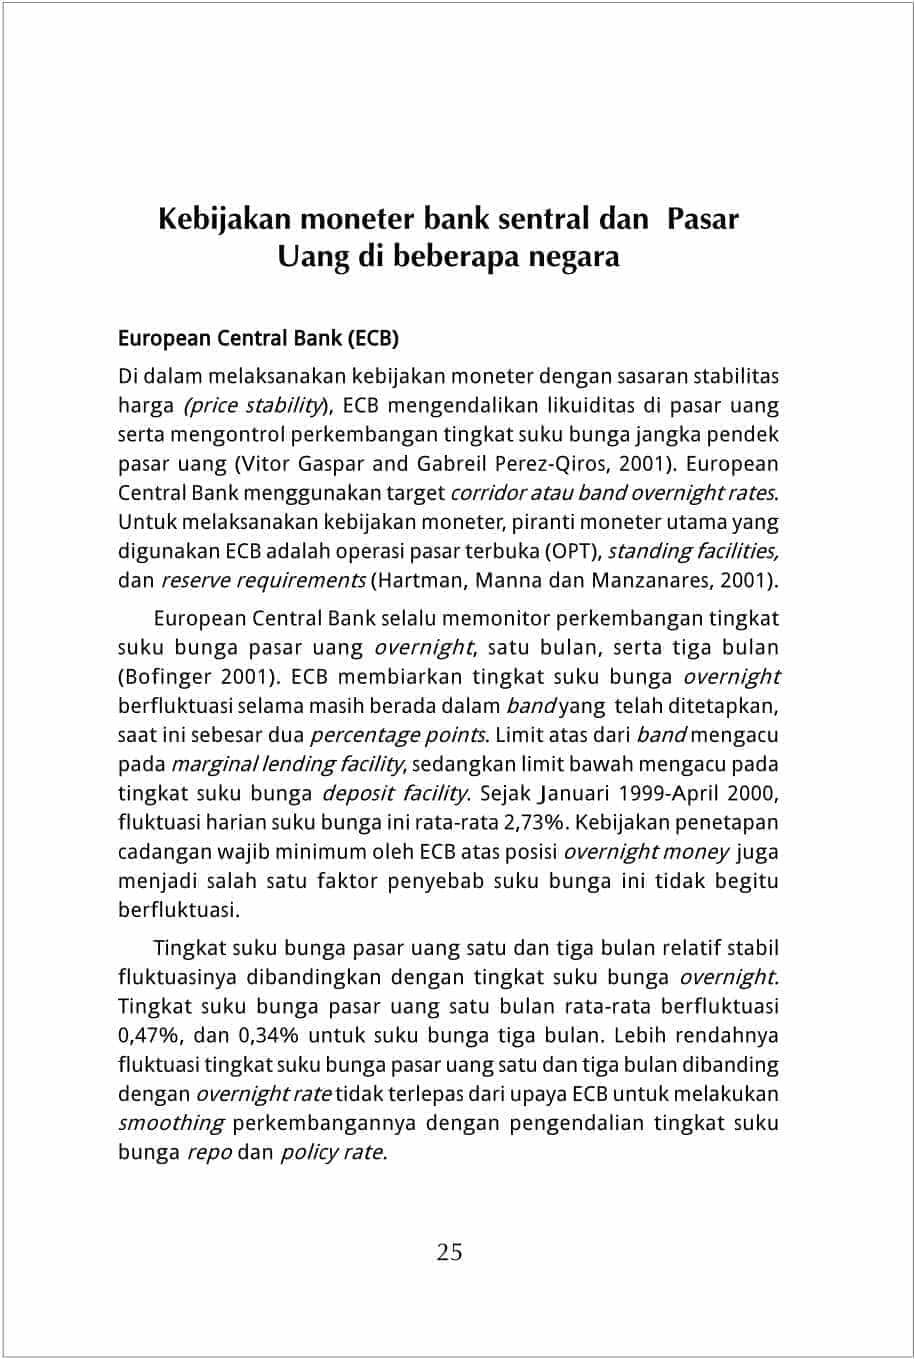 Kebijakan moneter bank sentral dan Pasar
Uang di beberapa negara
European Central Bank (ECB)
Di dalam melaksanakan kebijakan moneter dengan sasaran stabilitas
harga (price stability), ECB mengendalikan likuiditas di pasar uang
serta mengontrol perkembangan tingkat suku bunga jangka pendek
pasar uang (Vitor Gaspar and Gabreil Perez-Qiros, 2001). European
Central Bank menggunakan target corridor atau band overnight rates.
Untuk melaksanakan kebijakan moneter, piranti moneter utama yang
digunakan ECB adalah operasi pasar terbuka (OPT), standing facilities,
dan reserve requirements (Hartman, Manna dan Manzanares, 2001).
European Central Bank selalu memonitor perkembangan tingkat
suku bunga pasar uang overnight, satu bulan, serta tiga bulan
(Bofinger 2001). ECB membiarkan tingkat suku bunga overnight
berfluktuasi selama masih berada dalam band yang telah ditetapkan,
saat ini sebesar dua percentage points. Limit atas dari band mengacu
pada marginal lending facility, sedangkan limit bawah mengacu pada
tingkat suku bunga deposit facility. Sejak Januari 1999-April 2000,
fluktuasi harian suku bunga ini rata-rata 2,73%. Kebijakan penetapan
cadangan wajib minimum oleh ECB atas posisi overnight money juga
menjadi salah satu faktor penyebab suku bunga ini tidak begitu
berfluktuasi.
Tingkat suku bunga pasar uang satu dan tiga bulan relatif stabil
fluktuasinya dibandingkan dengan tingkat suku bunga overnight.
Tingkat suku bunga pasar uang satu bulan rata-rata berfluktuasi
0,47%, dan 0,34% untuk suku bunga tiga bulan. Lebih rendahnya
fluktuasi tingkat suku bunga pasar uang satu dan tiga bulan dibanding
dengan overnight rate tidak terlepas dari upaya ECB untuk melakukan
smoothing perkembangannya dengan pengendalian tingkat suku
bunga repo dan policy rate.
25